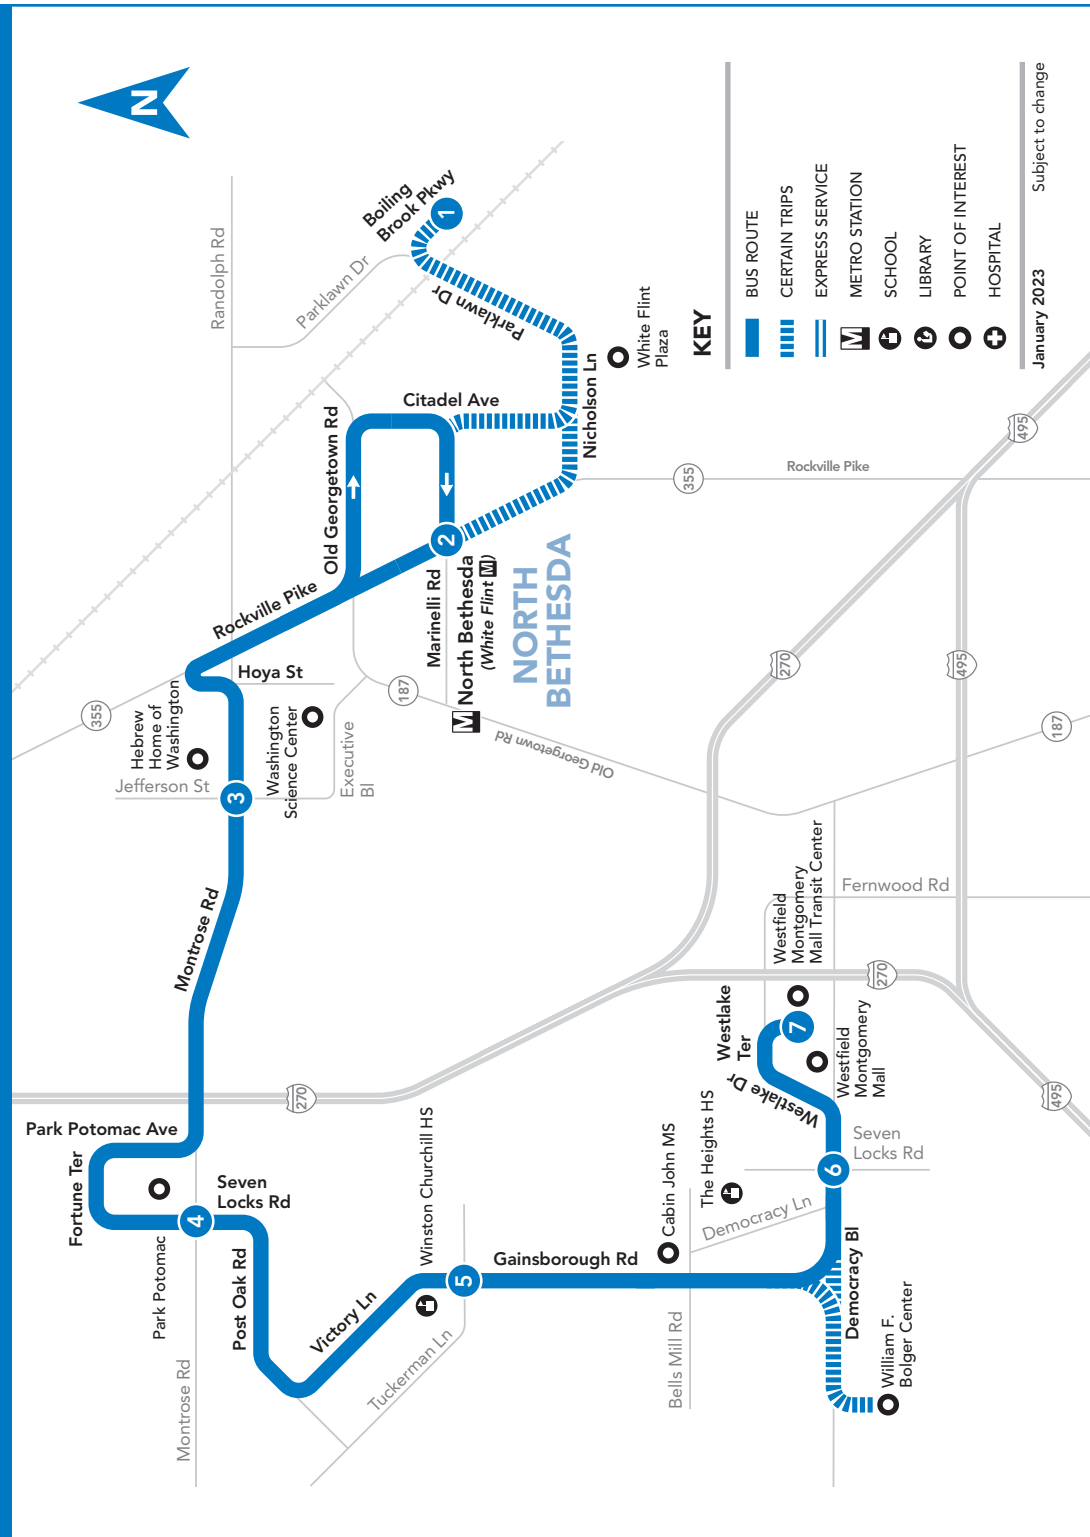 N
Boiling
Brook Pkwy
1
Randolph Rd
Parklawn Dr
Parklawn Dr
Old Georgetown Rd
Citadel Ave
Nicholson Ln
White Flint
Plaza
2
Marinelli Rd
M North Bethesda
(White Flint M)
NORTH
BETHESDA
Rockville Pike
Hoya St
355
355
Rockville Pike
Hebrew
Home of
Washington
Washington
Science Center
Jefferson St
Executive
Bl
3
187
Old Georgetown Rd
187
Montrose Rd
270
270
270
495
495
495
Fernwood Rd
Westfield
Montgomery
Mall Transit Center
Westlake
Ter
7
Westlake Dr
Westfield
Montgomery
Mall
Park Potomac Ave
Fortune Ter
Park Potomac
4
Seven
Locks Rd
Montrose Rd
Post Oak Rd
Victory Ln
Winston Churchill HS
Tuckerman Ln
5
Gainsborough Rd
Cabin John MS
Bells Mill Rd
The Heights HS
Democracy Ln
6
Seven
Locks Rd
Democracy Bl
William F.
Bolger Center
KEY
BUS ROUTE
CERTAIN TRIPS
EXPRESS SERVICE
M METRO STATION
SCHOOL
LIBRARY
POINT OF INTEREST
HOSPITAL
January 2023
Subject to change